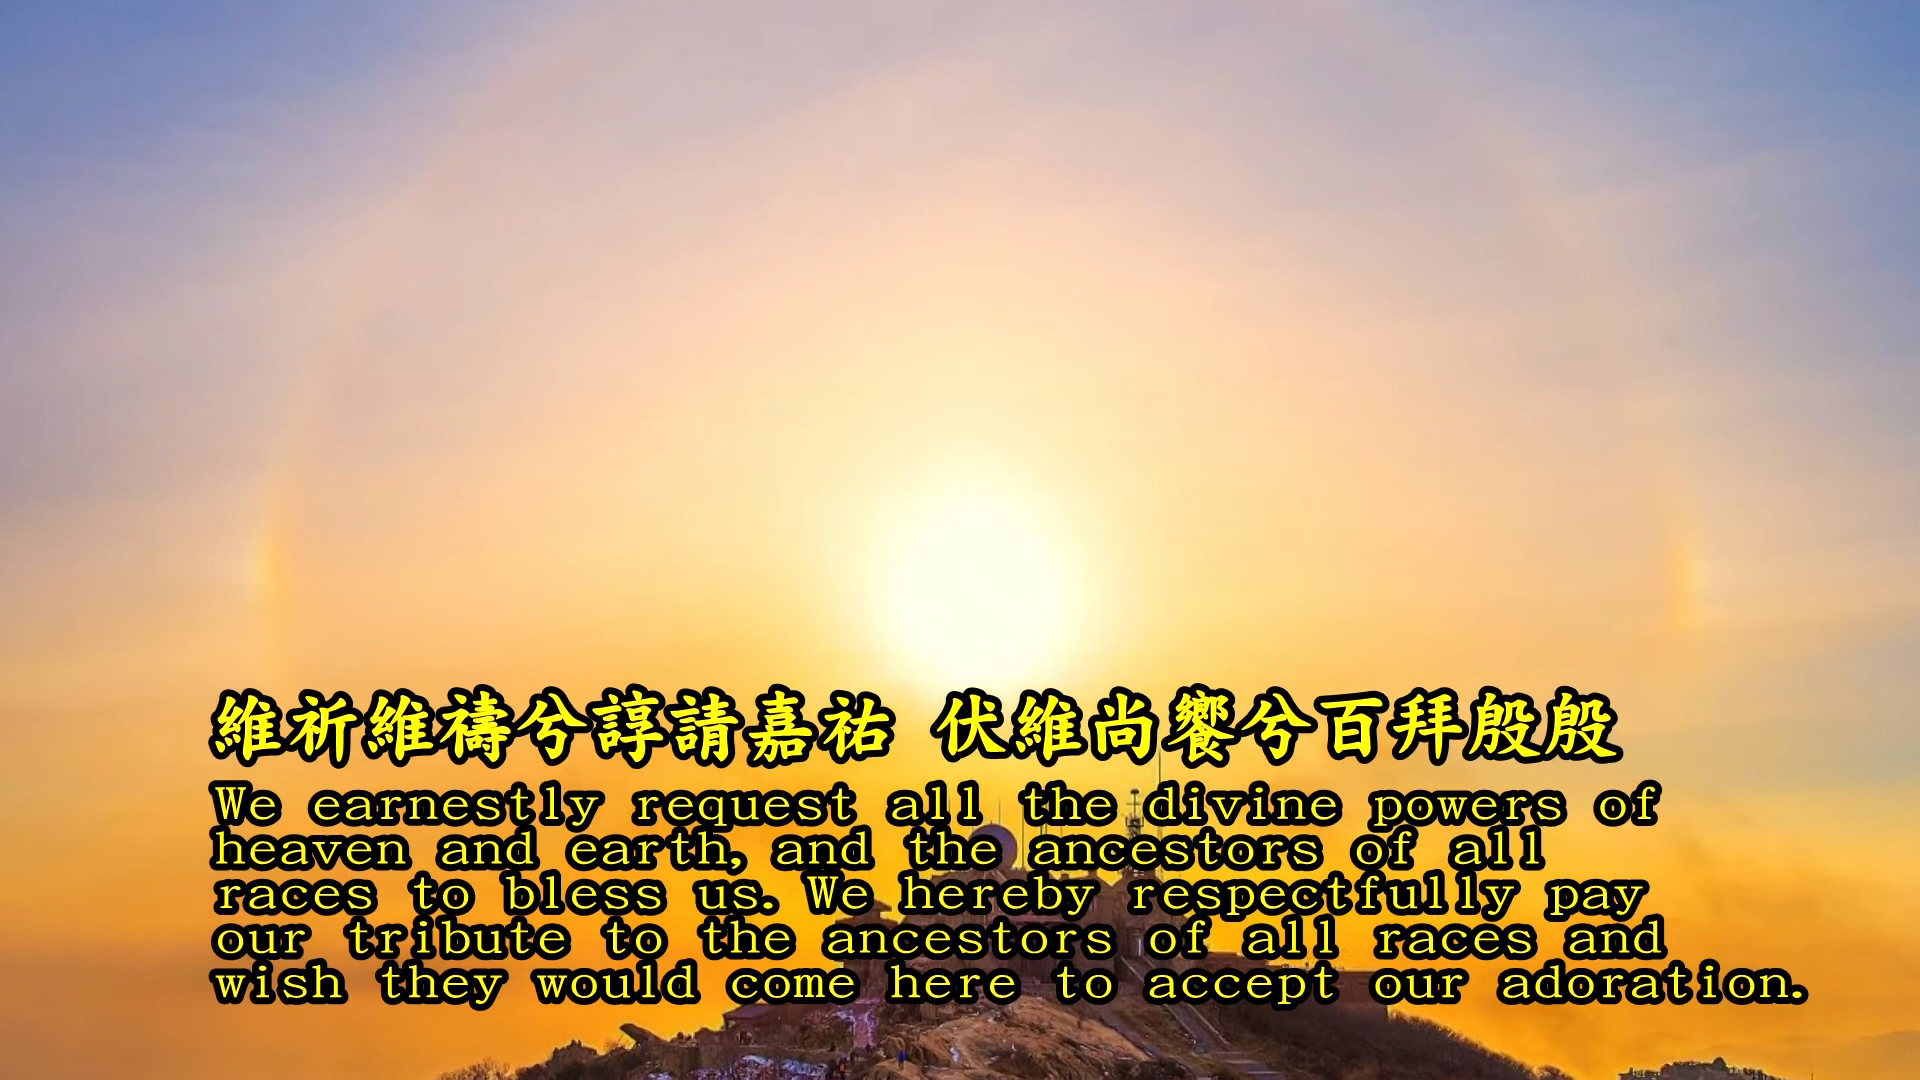 維祈維禱兮諄請嘉祐 伏維尚饗兮百拜殷殷
We earnestly request all the divine powers of
heaven and earth, and the ancestors of all
races to bless us. We hereby respectfully pay
our tribute to the ancestors of all races and
wish they would come here to accept our adoration.